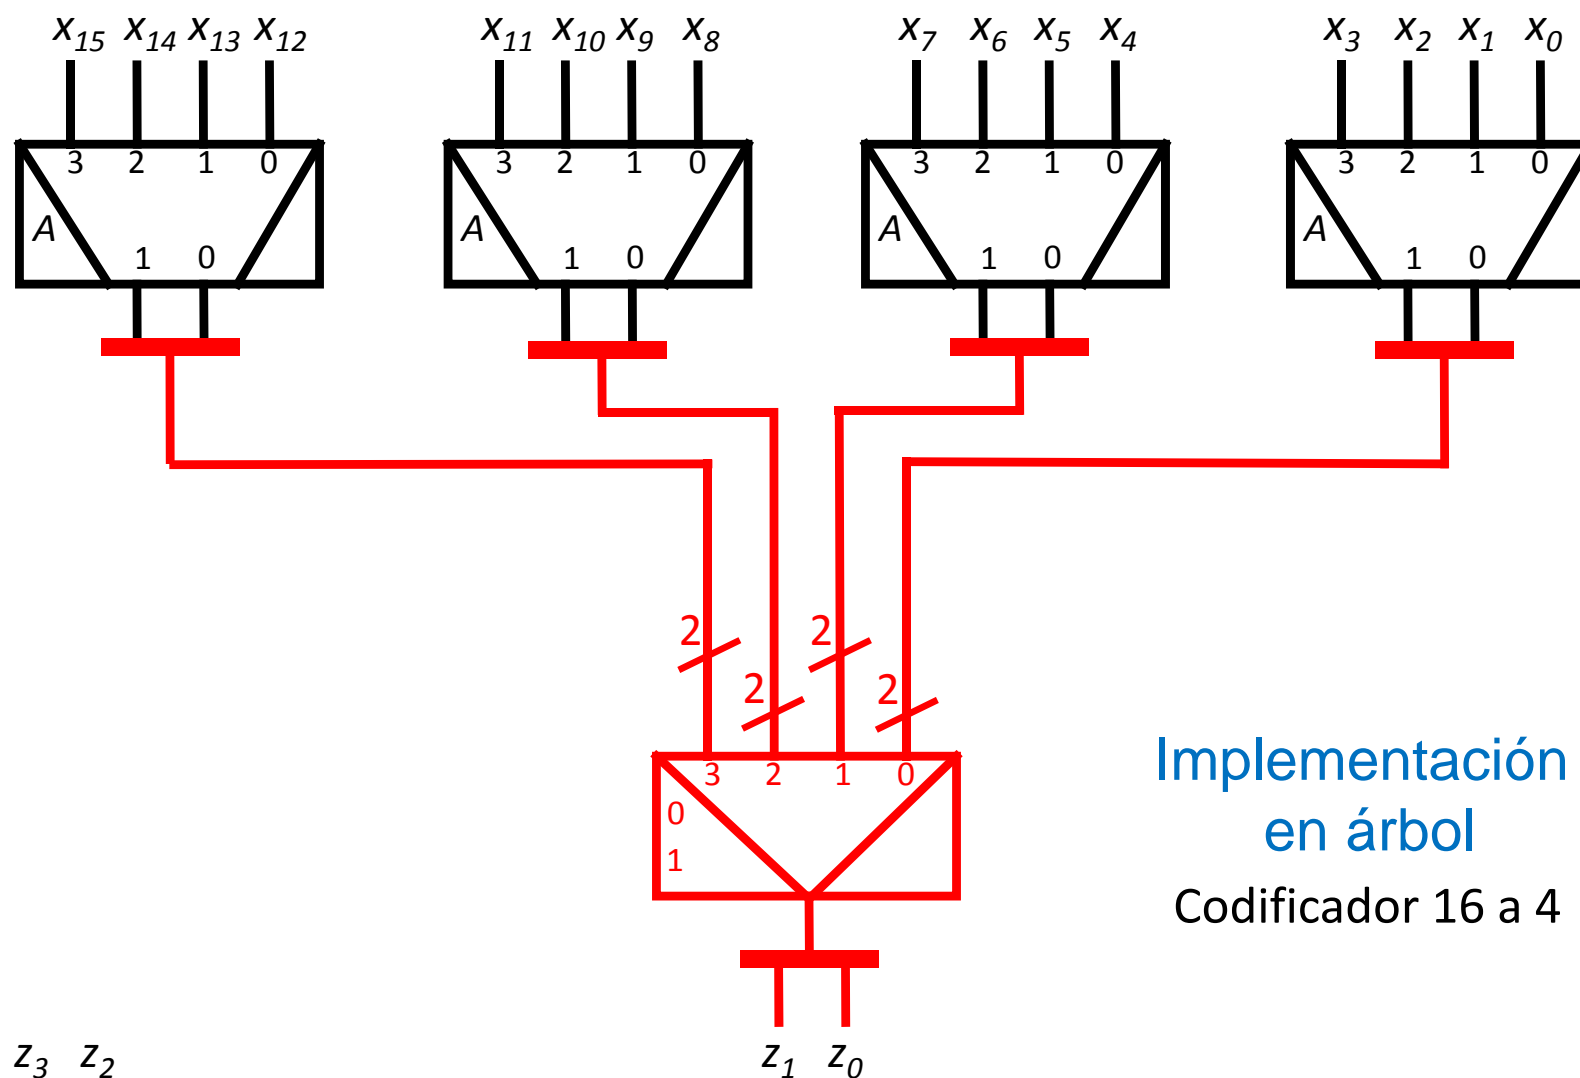 x15 x14 x13 x12 x11 x10 x9 x8 x7 x6 x5 x4 x3 x2 x1 x0
3 2 1 0 3 2 1 0 3 2 1 0 3 2 1 0
A A A A
1 0 1 0 1 0 1 0
2 2
2 2
3 2 1 0
0
1
Implementación
en árbol
Codificador 16 a 4
z3 z2 z1 z0